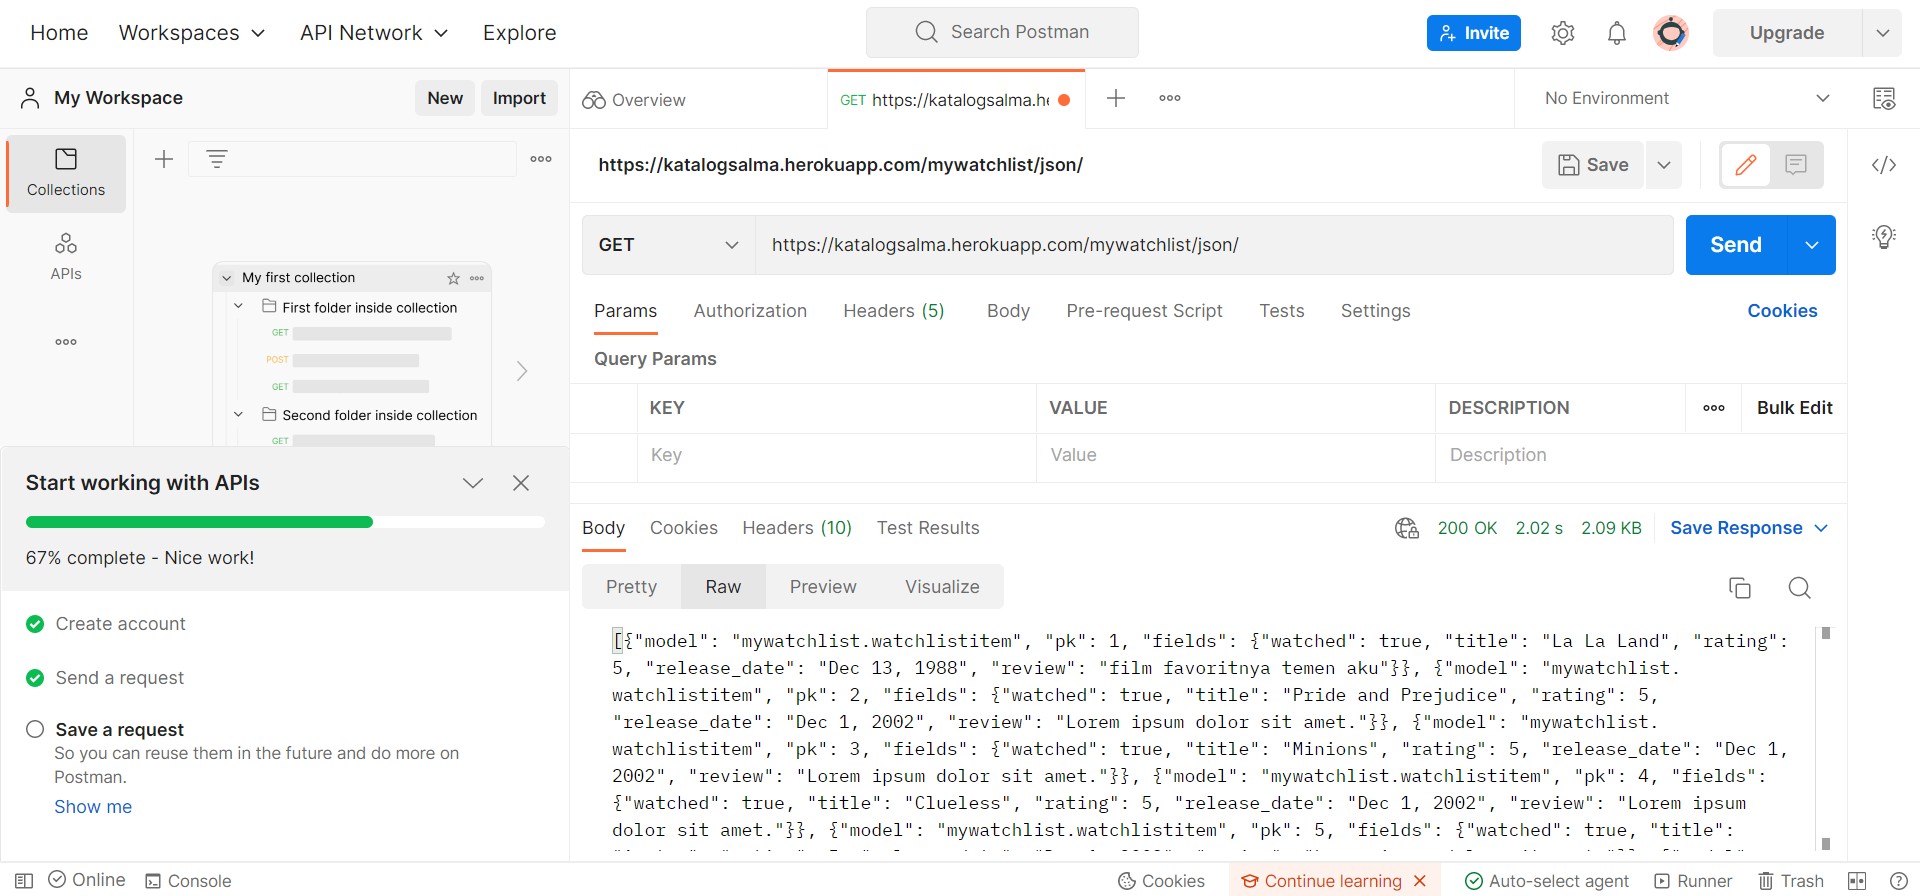 Home Workspaces API Network Explore Search Postman Invite Upgrade
My Workspace New Import Overview GET https://katalogsalma.he No Environment
Collections
APIs
My first collection
First folder inside collection
GET
POST
GET
Second folder inside collection
GET
Start working with APIs
67% complete - Nice work!
Create account
Send a request
Save a request
So you can reuse them in the future and do more on
Postman.
Show me
https://katalogsalma.herokuapp.com/mywatchlist/json/ Save
GET https://katalogsalma.herokuapp.com/mywatchlist/json/ Send
Params Authorization Headers (5) Body Pre-request Script Tests Settings Cookies
Query Params
KEY VALUE DESCRIPTION Bulk Edit
Key Value Description
Body Cookies Headers (10) Test Results 200 OK 2.02 s 2.09 KB Save Response
Pretty Raw Preview Visualize
[{"model": "mywatchlist.watchlistitem", "pk": 1, "fields": {"watched": true, "title": "La La Land", "rating":
5, "release_date": "Dec 13, 1988", "review": "film favoritnya temen aku"}}, {"model": "mywatchlist.
watchlistitem", "pk": 2, "fields": {"watched": true, "title": "Pride and Prejudice", "rating": 5,
"release_date": "Dec 1, 2002", "review": "Lorem ipsum dolor sit amet."}}, {"model": "mywatchlist.
watchlistitem", "pk": 3, "fields": {"watched": true, "title": "Minions", "rating": 5, "release_date": "Dec 1,
2002", "review": "Lorem ipsum dolor sit amet."}}, {"model": "mywatchlist.watchlistitem", "pk": 4, "fields":
{"watched": true, "title": "Clueless", "rating": 5, "release_date": "Dec 1, 2002", "review": "Lorem ipsum
dolor sit amet."}}, {"model": "mywatchlist.watchlistitem", "pk": 5, "fields": {"watched": true, "title":
Online Console Cookies Continue learning Auto-select agent Runner Trash